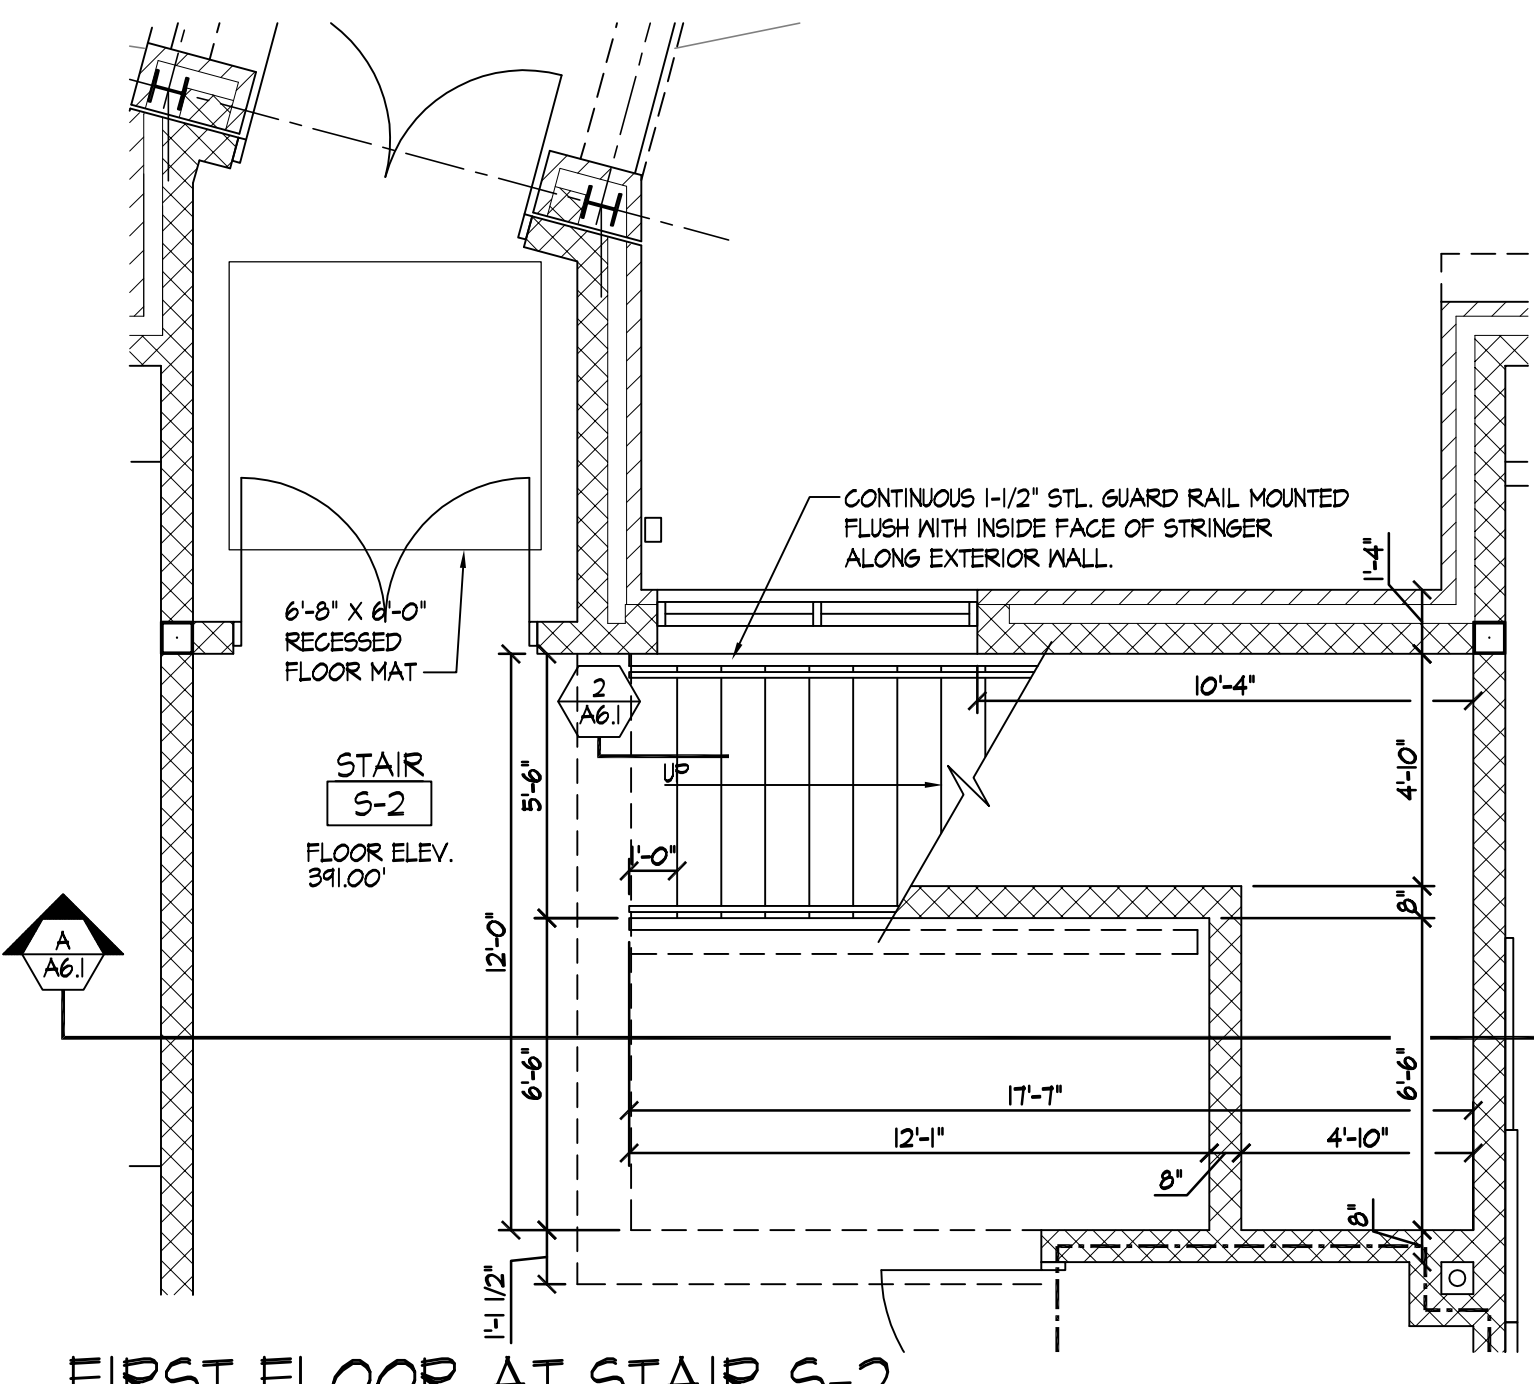 CONTINUOUS 1-1/2" STL. GUARD RAIL MOUNTED
FLUSH WITH INSIDE FACE OF STRINGER
ALONG EXTERIOR WALL.
1'-4"
6'-8" X 6'-0"
RECESSED
FLOOR MAT
2
A6.1
10'-4"
STAIR
S-2
FLOOR ELEV.
391.00'
UP
5'-6"
4'-10"
1'-0"
8"
12'-0"
A
A6.1
6'-6"
6'-6"
17'-7"
12'-1"
4'-10"
8"
8"
1'-1 1/2"
FIRST FLOOR AT STAIR S-2